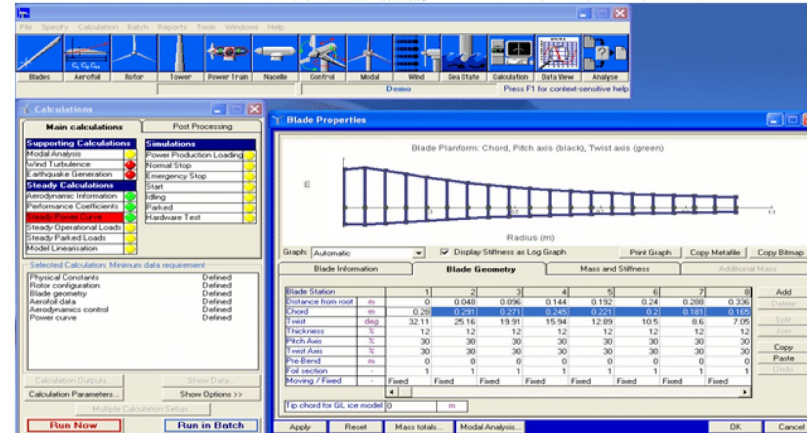 File Specify Calculation Batch Reports Tools Windows Help
Blades Aerofoil Rotor Tower Power Train Nacelle Control Modal Wind Sea State Calculation Data View Analyse
Demo Press F1 for context-sensitive help
Calculations
Main calculations Post Processing
Supporting Calculations
Modal Analysis
Wind Turbulence
Earthquake Generation
Steady Calculations
Aerodynamic Information
Performance Coefficients
Steady Power Curve
Steady Operational Loads
Steady Parked Loads
Model Linearisation
Simulations
Power Production Loading
Normal Stop
Emergency Stop
Start
Idling
Parked
Hardware Test
Selected Calculation: Minimum data requirement
Physical Constants Defined
Rotor configuration Defined
Blade geometry Defined
Aerofoil data Defined
Aerodynamics control Defined
Power curve Defined
Calculation Outputs... Show Data
Calculation Parameters... Show Options >>
Multiple Calculation Setup...
Run Now Run in Batch
Blade Properties
Blade Planform: Chord, Pitch axis (black), Twist axis (green)
m
1.1
Radius (m)
Graph: Automatic Display Stiffness as Log Graph Print Graph Copy Metafile Copy Bitmap
Blade Information Blade Geometry Mass and Stiffness Additional Mass
Blade Station 1 2 3 4 5 6 7 8
Distance from root m 0 0.048 0.096 0.144 0.192 0.24 0.288 0.336
Chord m 0.28 0.291 0.271 0.245 0.221 0.2 0.181 0.165
Twist deg 32.11 25.16 19.91 15.94 12.89 10.5 8.6 7.05
Thickness % 12 12 12 12 12 12 12 12
Pitch Axis % 30 30 30 30 30 30 30 30
Twist Axis % 30 30 30 30 30 30 30 30
Pre-Bend m 0 0 0 0 0 0 0 0
Foil section - 1 1 1 1 1 1 1 1
Moving / Fixed - Fixed Fixed Fixed Fixed Fixed Fixed Fixed Fixed
Add
Delete
Split
Join
Copy
Paste
Undo
Tip chord for GL ice model 0 m
Apply Reset Mass totals... Modal Analysis... OK Cancel